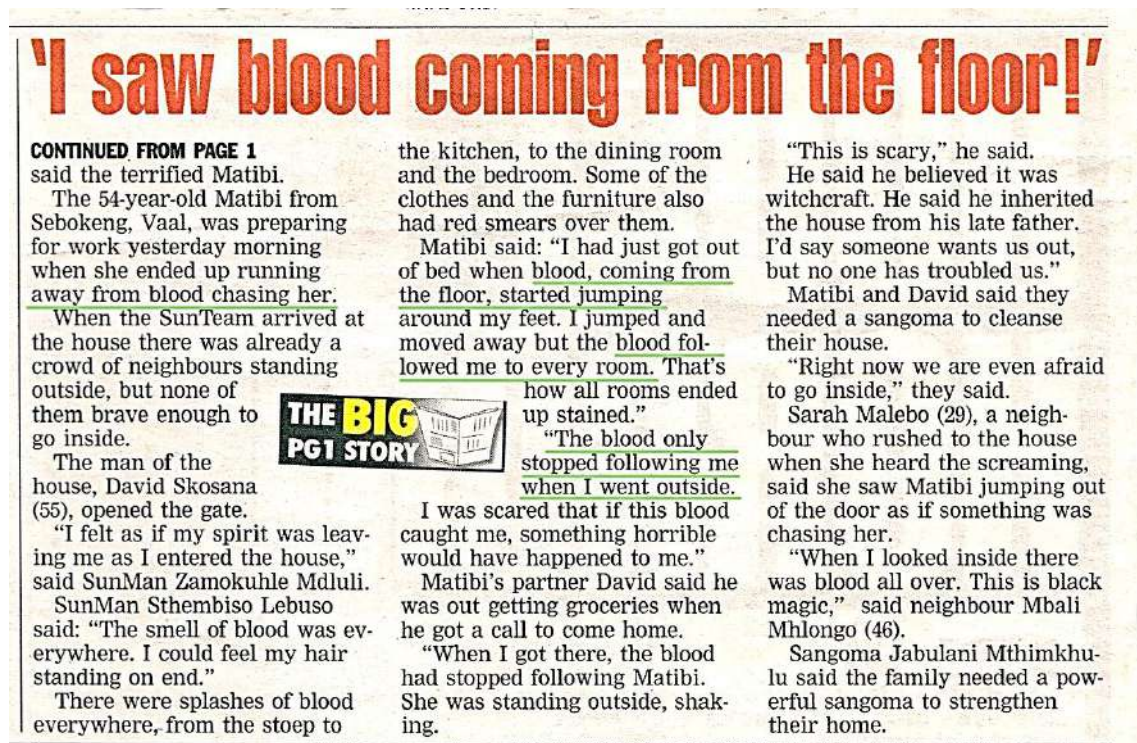 'I saw blood coming from the floor!'
CONTINUED FROM PAGE 1
said the terrified Matibi.
The 54-year-old Matibi from
Sebokeng, Vaal, was preparing
for work yesterday morning
when she ended up running
away from blood chasing her.
When the SunTeam arrived at
the house there was already a
crowd of neighbours standing
outside, but none of
them brave enough to
go inside.
The man of the
house, David Skosana
(55), opened the gate.
"I felt as if my spirit was leav-
ing me as I entered the house,"
said SunMan Zamokuhle Mdluli.
SunMan Sthembiso Lebuso
said: "The smell of blood was ev-
erywhere. I could feel my hair
standing on end."
There were splashes of blood
everywhere, from the stoep to
THE BIG
PG1 STORY
the kitchen, to the dining room
and the bedroom. Some of the
clothes and the furniture also
had red smears over them.
Matibi said: "I had just got out
of bed when blood, coming from
the floor, started jumping
around my feet. I jumped and
moved away but the blood fol-
lowed me to every room. That's
how all rooms ended
up stained."
"The blood only
stopped following me
when I went outside.
I was scared that if this blood
caught me, something horrible
would have happened to me."
Matibi's partner David said he
was out getting groceries when
he got a call to come home.
"When I got there, the blood
had stopped following Matibi.
She was standing outside, shak-
ing.
"This is scary," he said.
He said he believed it was
witchcraft. He said he inherited
the house from his late father.
I'd say someone wants us out,
but no one has troubled us."
Matibi and David said they
needed a sangoma to cleanse
their house.
"Right now we are even afraid
to go inside," they said.
Sarah Malebo (29), a neigh-
bour who rushed to the house
when she heard the screaming,
said she saw Matibi jumping out
of the door as if something was
chasing her.
"When I looked inside there
was blood all over. This is black
magic," said neighbour Mbali
Mhlongo (46).
Sangoma Jabulani Mthimkhu-
lu said the family needed a pow-
erful sangoma to strengthen
their home.